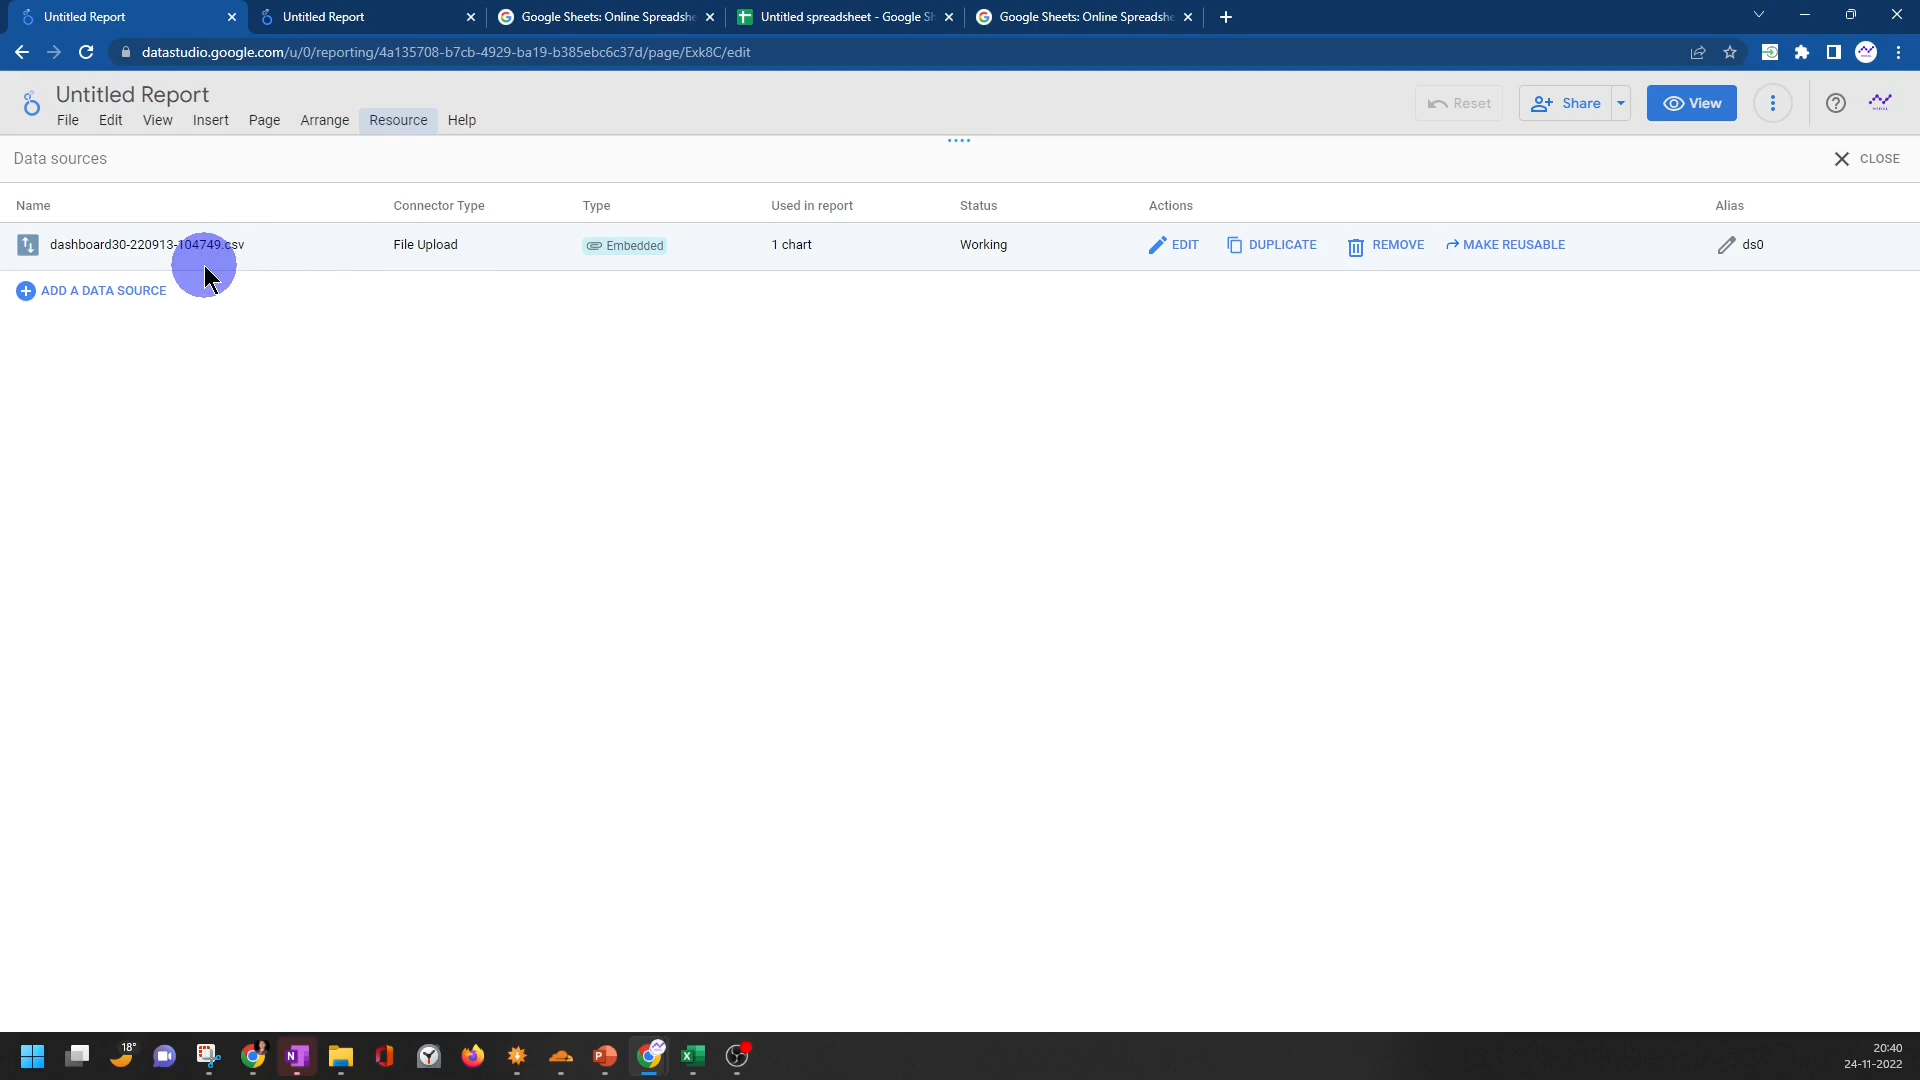 Untitled Report
Untitled Report
Google Sheets: Online Spreadshe
Untitled spreadsheet - Google Sh
Google Sheets: Online Spreadshe
datastudio.google.com/u/0/reporting/4a135708-b7cb-4929-ba19-b385ebc6c37d/page/Exk8C/edit
Untitled Report
File Edit View Insert Page Arrange Resource Help
Reset
Share
View
Data sources
CLOSE
Name Connector Type Type Used in report Status Actions Alias
dashboard30-220913-104749.csv File Upload Embedded 1 chart Working EDIT DUPLICATE REMOVE MAKE REUSABLE ds0
ADD A DATA SOURCE
18°
20:40
24-11-2022